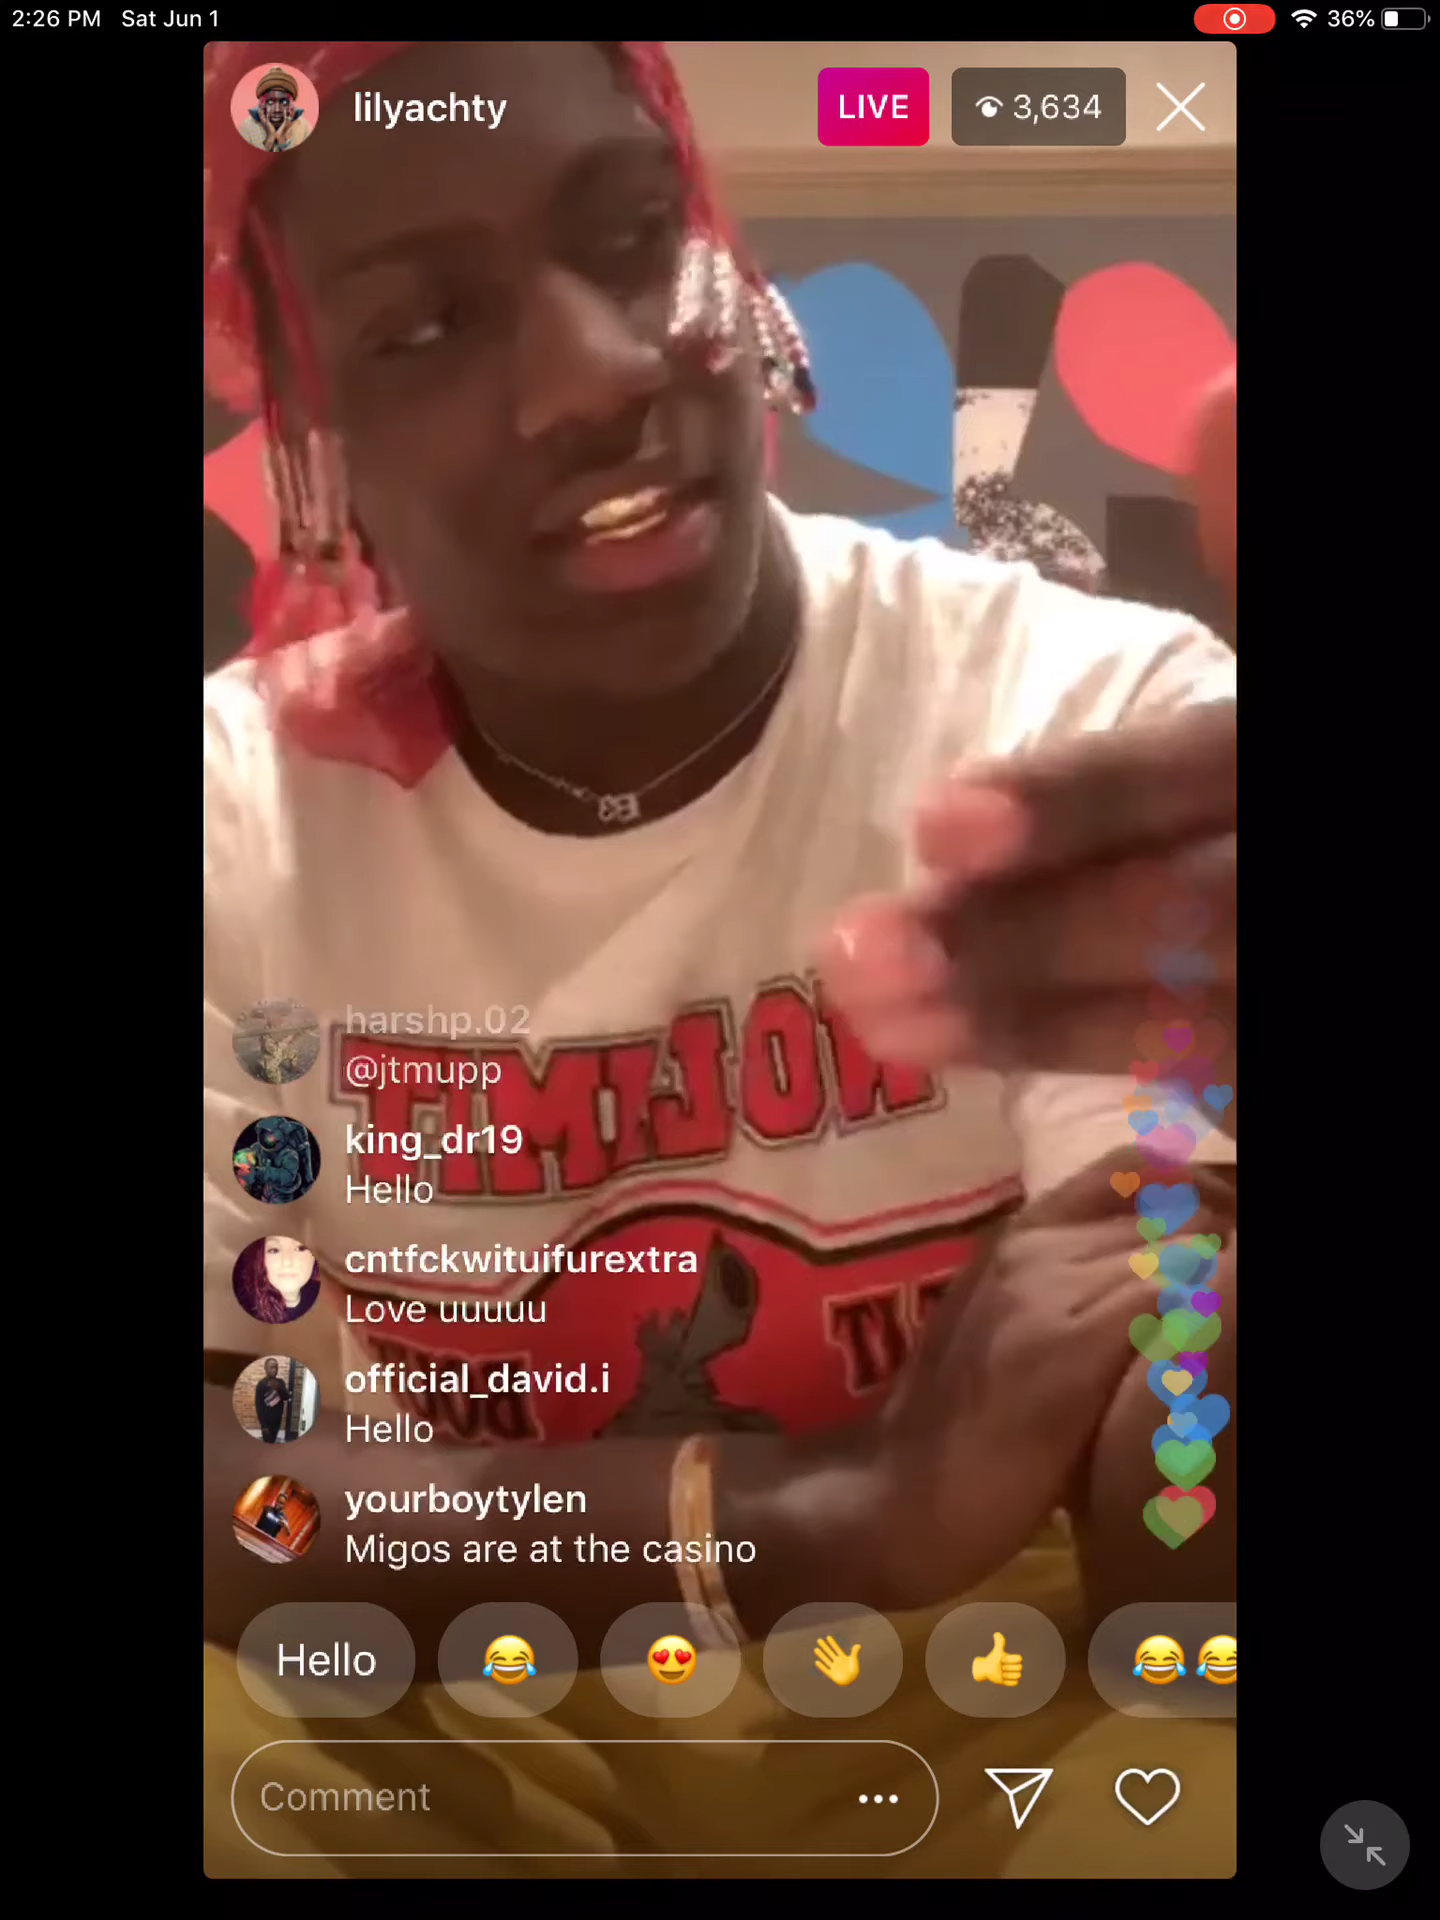 2:26 PM Sat Jun 1
36%
lilyachty
LIVE
3,634
harshp.02
@jtmupp
king_dr19
Hello
cntfckwituifurextra
Love uuuuu
official_david.i
Hello
yourboytylen
Migos are at the casino
Hello
Comment